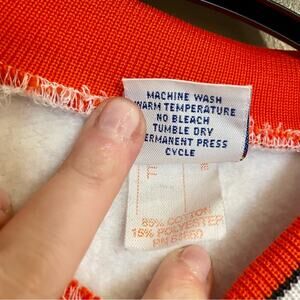 MACHINE WASH
WARM TEMPERATURE
NO BLEACH
TUMBLE DRY
PERMANENT PRESS
CYCLE
85% COTTON
15% POLYESTER